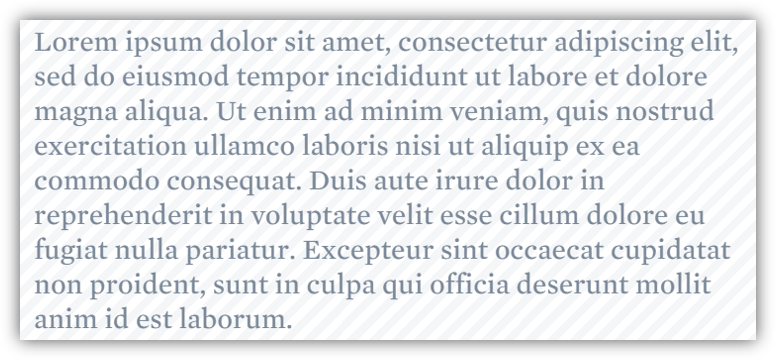 Lorem ipsum dolor sit amet, consectetur adipiscing elit,
sed do eiusmod tempor incididunt ut labore et dolore
magna aliqua. Ut enim ad minim veniam, quis nostrud
exercitation ullamco laboris nisi ut aliquip ex ea
commodo consequat. Duis aute irure dolor in
reprehenderit in voluptate velit esse cillum dolore eu
fugiat nulla pariatur. Excepteur sint occaecat cupidatat
non proident, sunt in culpa qui officia deserunt mollit
anim id est laborum.